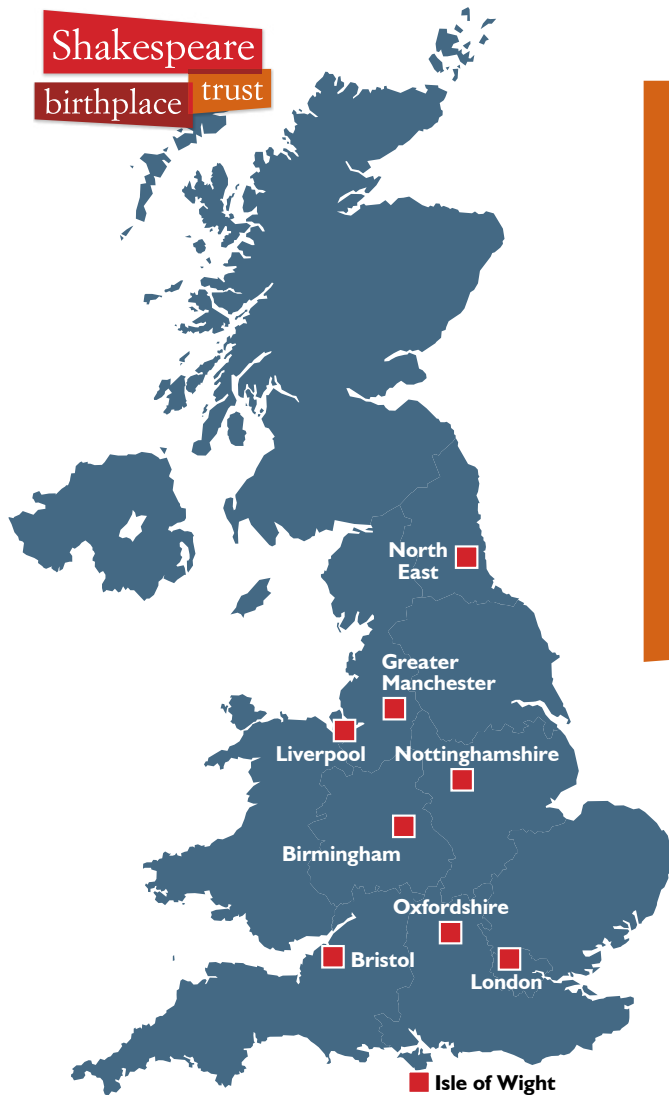 Shakespeare
birthplace trust
North
East
Greater
Manchester
Liverpool
Nottinghamshire
Birmingham
Oxfordshire
Bristol
London
Isle of Wight